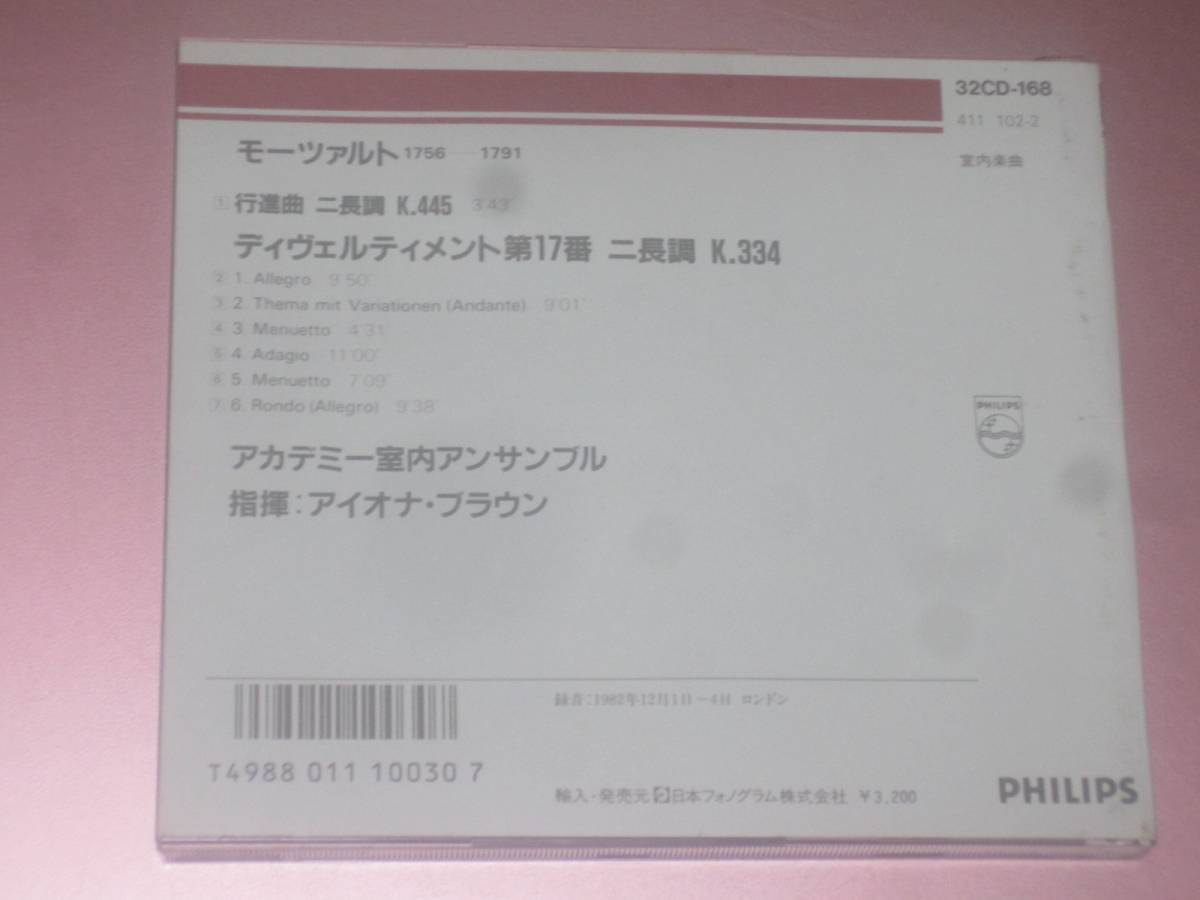 32CD-168
411 102-2
室内楽曲
モーツァルト 1756 — 1791
1 行進曲 ニ長調 K.445 3'43"
ディヴェルティメント第17番 ニ長調 K.334
2 1. Allegro 9'50"
3 2. Thema mit Variationen (Andante) 9'01"
4 3. Menuetto 4'31"
5 4. Adagio 11'00"
6 5. Menuetto 7'09"
7 6. Rondo (Allegro) 9'38"
アカデミー室内アンサンブル
指揮:アイオナ・ブラウン
PHILIPS
録音:1982年12月1日−4日 ロンドン
T4988 011 10030 7
輸入・発売元 日本フォノグラム株式会社 ¥3,200
PHILIPS